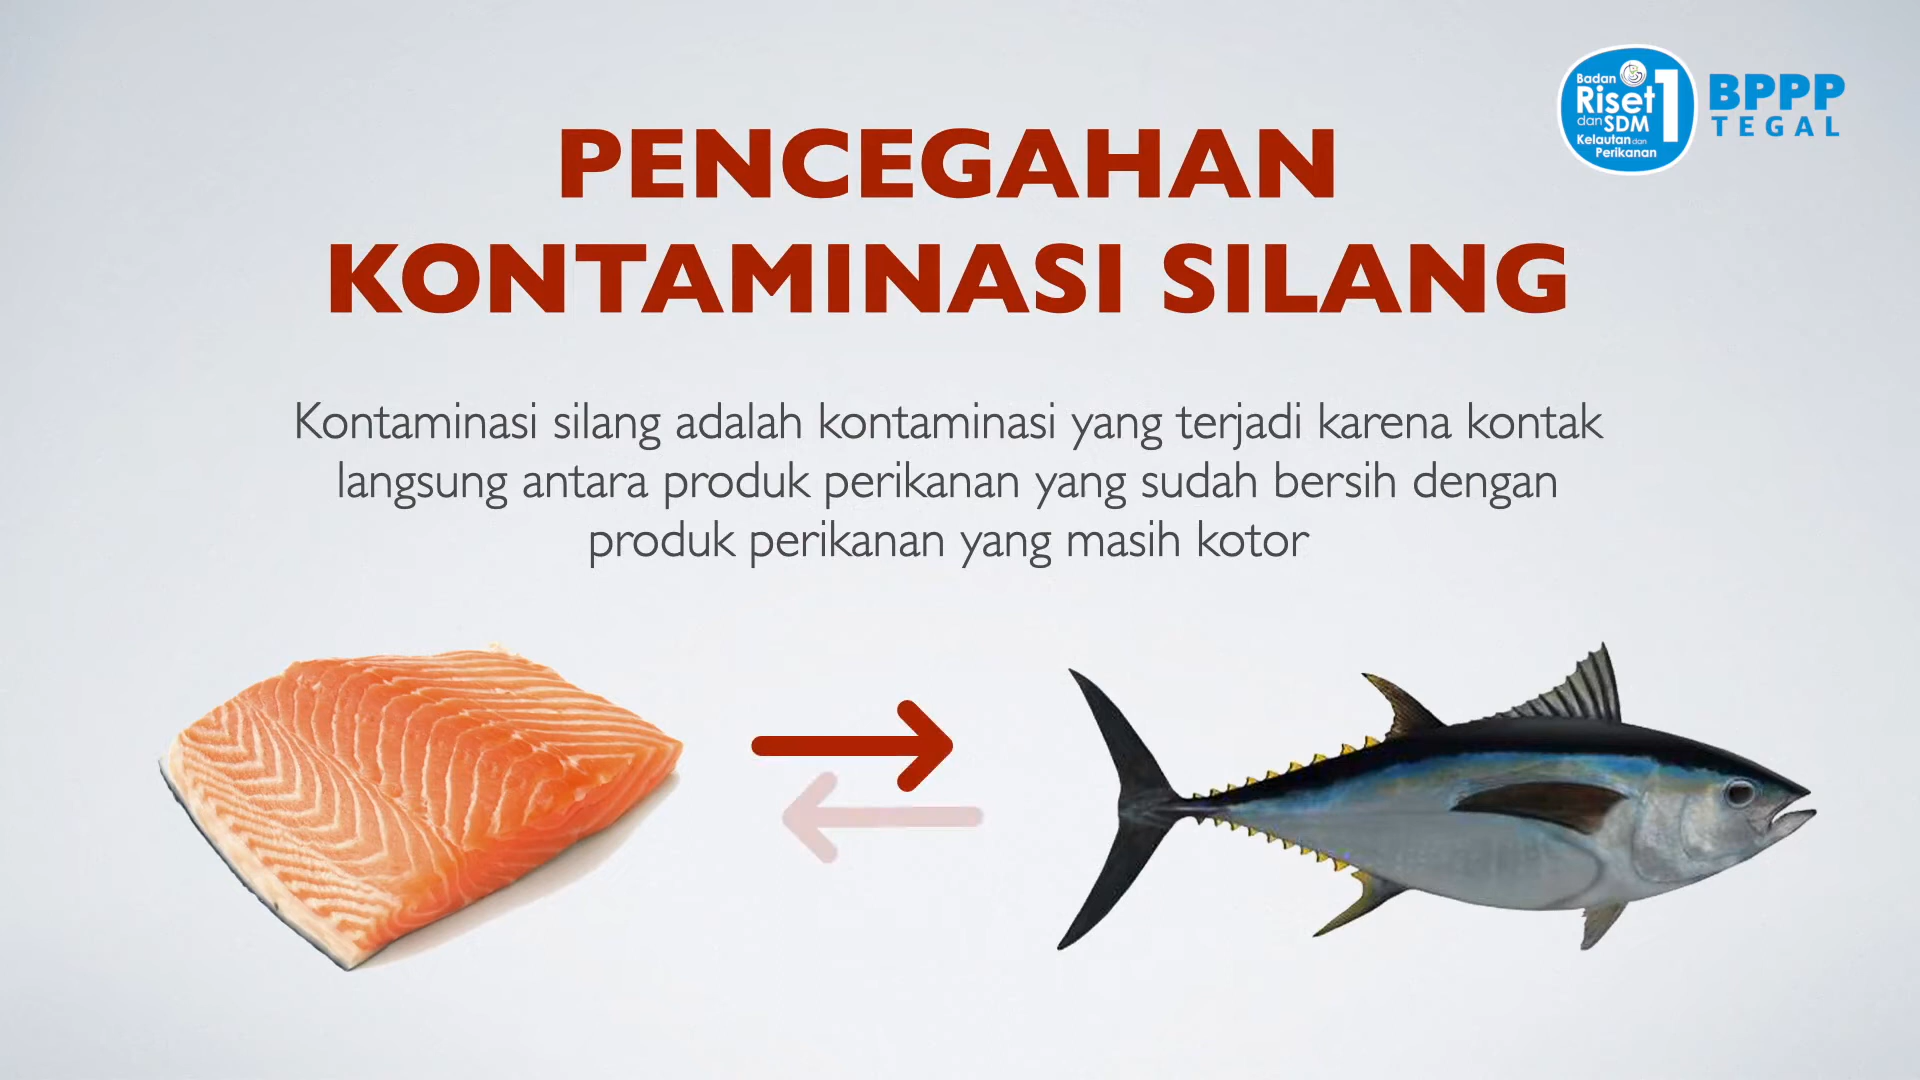 Badan
Riset
dan SDM
Kelautan dan
Perikanan
1
BPPP
TEGAL
PENCEGAHAN
KONTAMINASI SILANG
Kontaminasi silang adalah kontaminasi yang terjadi karena kontak
langsung antara produk perikanan yang sudah bersih dengan
produk perikanan yang masih kotor